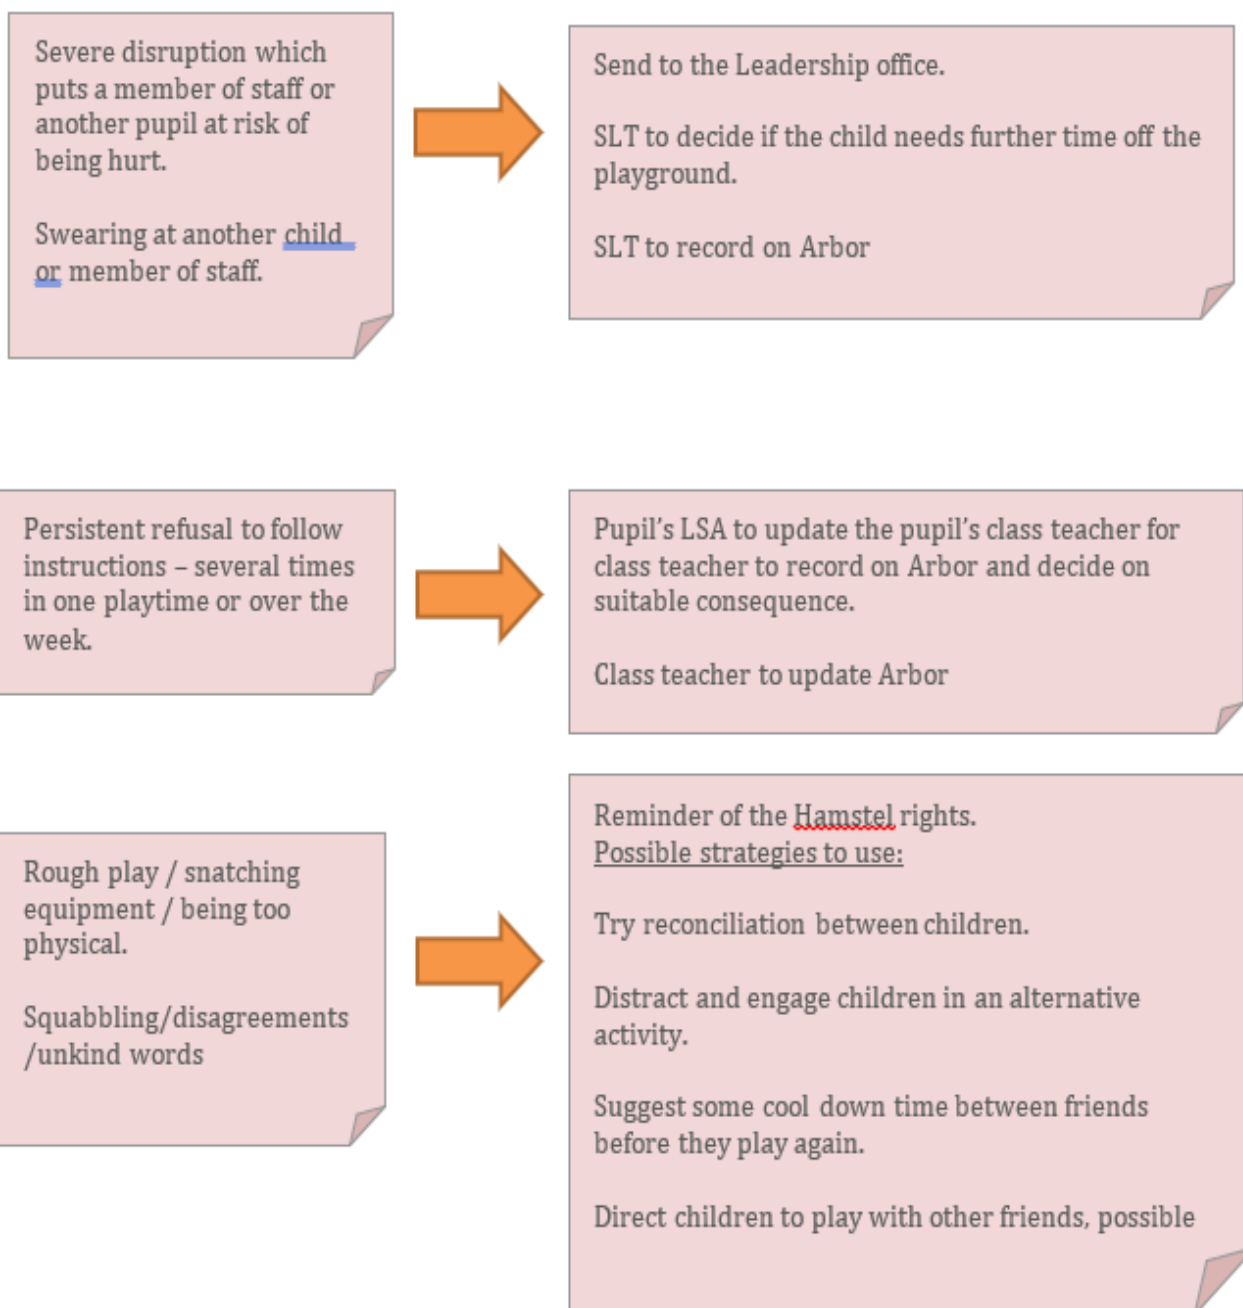 Severe disruption which
puts a member of staff or
another pupil at risk of
being hurt.
Swearing at another child
or member of staff.
Send to the Leadership office.
SLT to decide if the child needs further time off the
playground.
SLT to record on Arbor
Persistent refusal to follow
instructions – several times
in one playtime or over the
week.
Pupil’s LSA to update the pupil’s class teacher for
class teacher to record on Arbor and decide on
suitable consequence.
Class teacher to update Arbor
Rough play / snatching
equipment / being too
physical.
Squabbling/disagreements
/unkind words
Reminder of the Hamstel rights.
Possible strategies to use:
Try reconciliation between children.
Distract and engage children in an alternative
activity.
Suggest some cool down time between friends
before they play again.
Direct children to play with other friends, possible